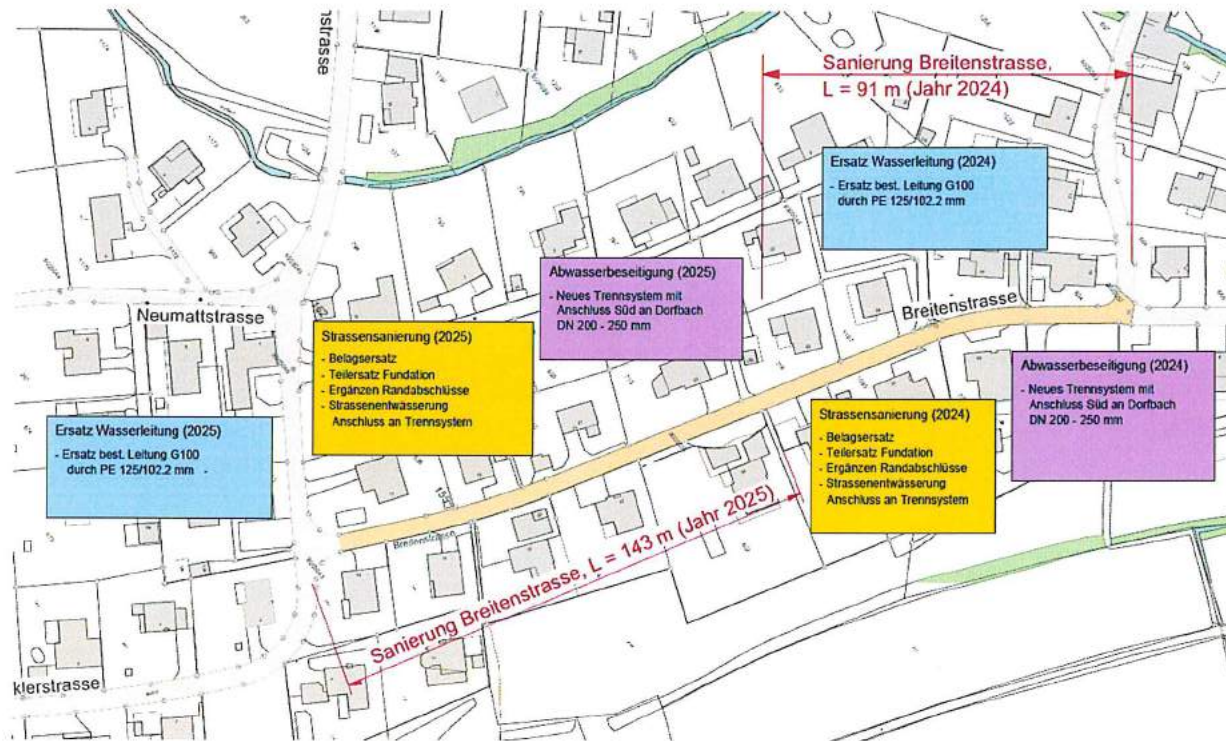 nstrasse
Sanierung Breitenstrasse,
L = 91 m (Jahr 2024)
Ersatz Wasserleitung (2024)
- Ersatz best. Leitung G100
durch PE 125/102.2 mm
Abwasserbeseitigung (2025)
- Neues Trennsystem mit
Anschluss Süd an Dorfbach
DN 200 - 250 mm
Breitenstrasse
Neumattstrasse
Strassensanierung (2025)
- Belagsersatz
- Teilersatz Fundation
- Ergänzen Randabschlüsse
- Strassenentwässerung
Anschluss an Trennsystem
Abwasserbeseitigung (2024)
- Neues Trennsystem mit
Anschluss Süd an Dorfbach
DN 200 - 250 mm
Strassensanierung (2024)
- Belagsersatz
- Teilersatz Fundation
- Ergänzen Randabschlüsse
- Strassenentwässerung
Anschluss an Trennsystem
Ersatz Wasserleitung (2025)
- Ersatz best. Leitung G100
durch PE 125/102.2 mm -
Breitenstrasse
Sanierung Breitenstrasse, L = 143 m (Jahr 2025)
klerstrasse